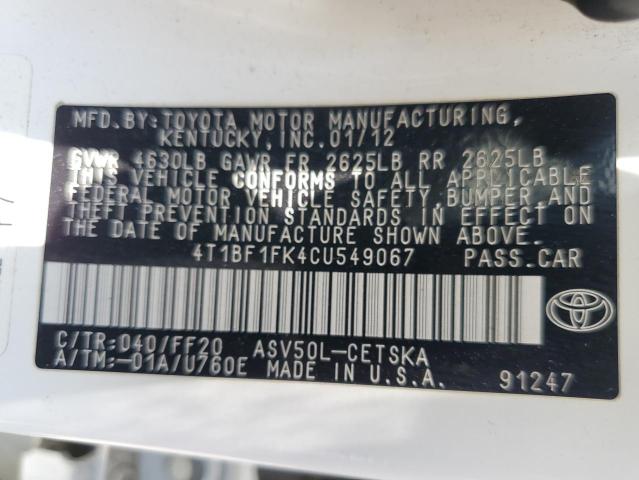 MFD. BY: TOYOTA MOTOR MANUFACTURING,
KENTUCKY, INC. 01/12
GVWR 4630LB GAWR FR 2625LB RR 2625LB
THIS VEHICLE CONFORMS TO ALL APPLICABLE
FEDERAL MOTOR VEHICLE SAFETY, BUMPER, AND
THEFT PREVENTION STANDARDS IN EFFECT ON
THE DATE OF MANUFACTURE SHOWN ABOVE.
4T1BF1FK4CU549067 PASS.CAR
C/TR: 040/FF20 ASV50L-CETSKA
A/TM:-01A/U760E MADE IN U.S.A. 91247